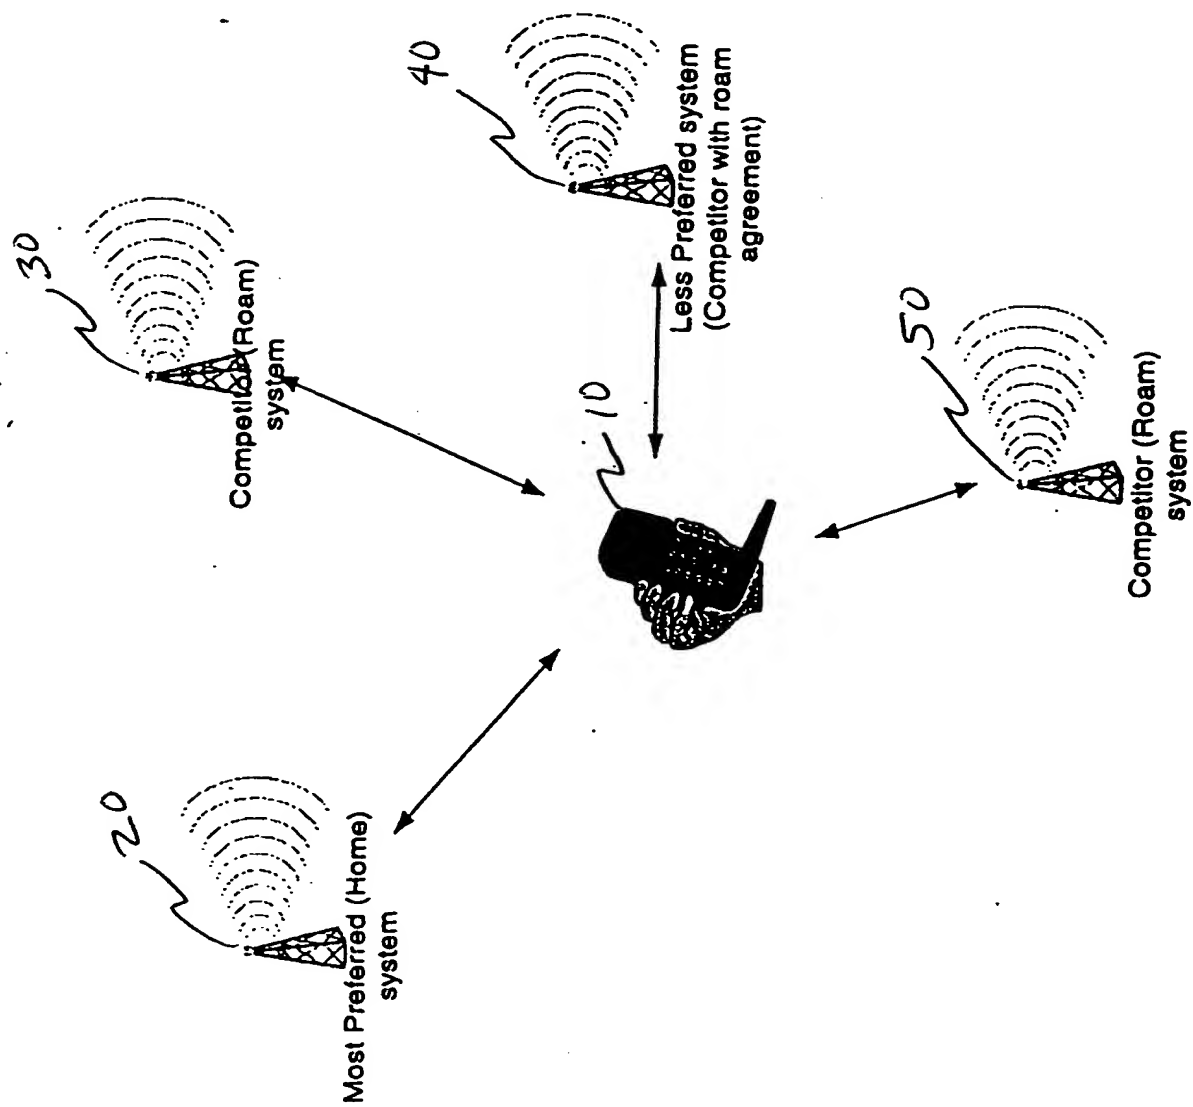 20
Most Preferred (Home)
system
30
Competitor (Roam)
system
40
Less Preferred system
(Competitor with roam
agreement)
10
50
Competitor (Roam)
system